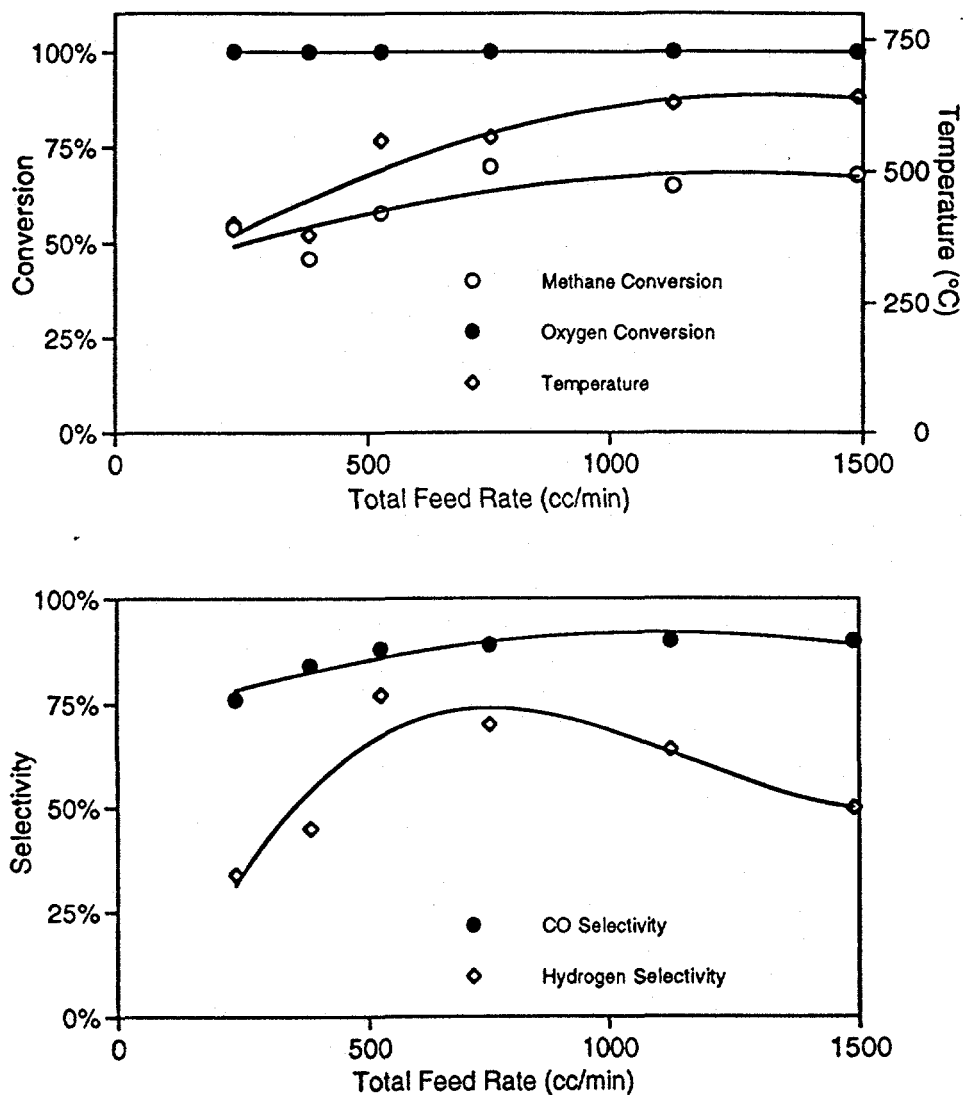 100%
75%
50%
25%
0%
Conversion
750
500
250
0
Temperature (°C)
Methane Conversion
Oxygen Conversion
Temperature
0
500
1000
1500
Total Feed Rate (cc/min)
100%
75%
50%
25%
0%
Selectivity
CO Selectivity
Hydrogen Selectivity
0
500
1000
1500
Total Feed Rate (cc/min)